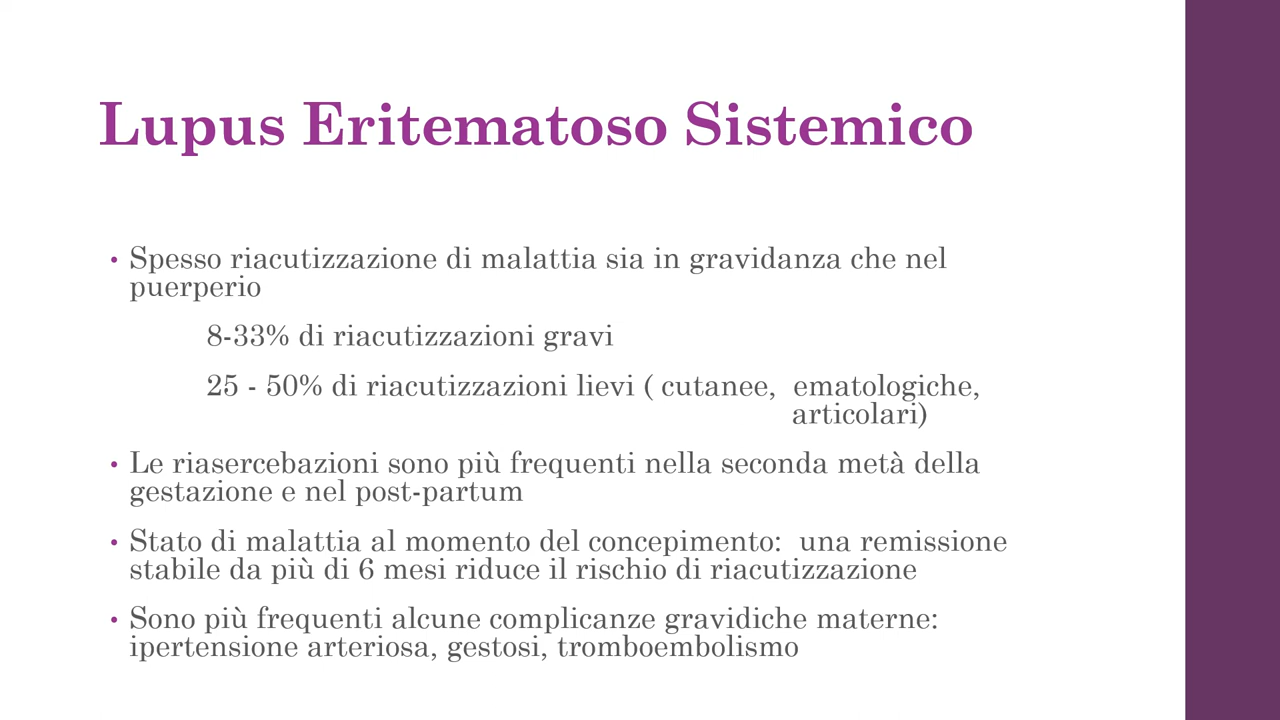 Lupus Eritematoso Sistemico
• Spesso riacutizzazione di malattia sia in gravidanza che nel
puerperio
8-33% di riacutizzazioni gravi
25 - 50% di riacutizzazioni lievi ( cutanee, ematologiche,
articolari)
• Le riasercebazioni sono più frequenti nella seconda metà della
gestazione e nel post-partum
• Stato di malattia al momento del concepimento: una remissione
stabile da più di 6 mesi riduce il rischio di riacutizzazione
• Sono più frequenti alcune complicanze gravidiche materne:
ipertensione arteriosa, gestosi, tromboembolismo